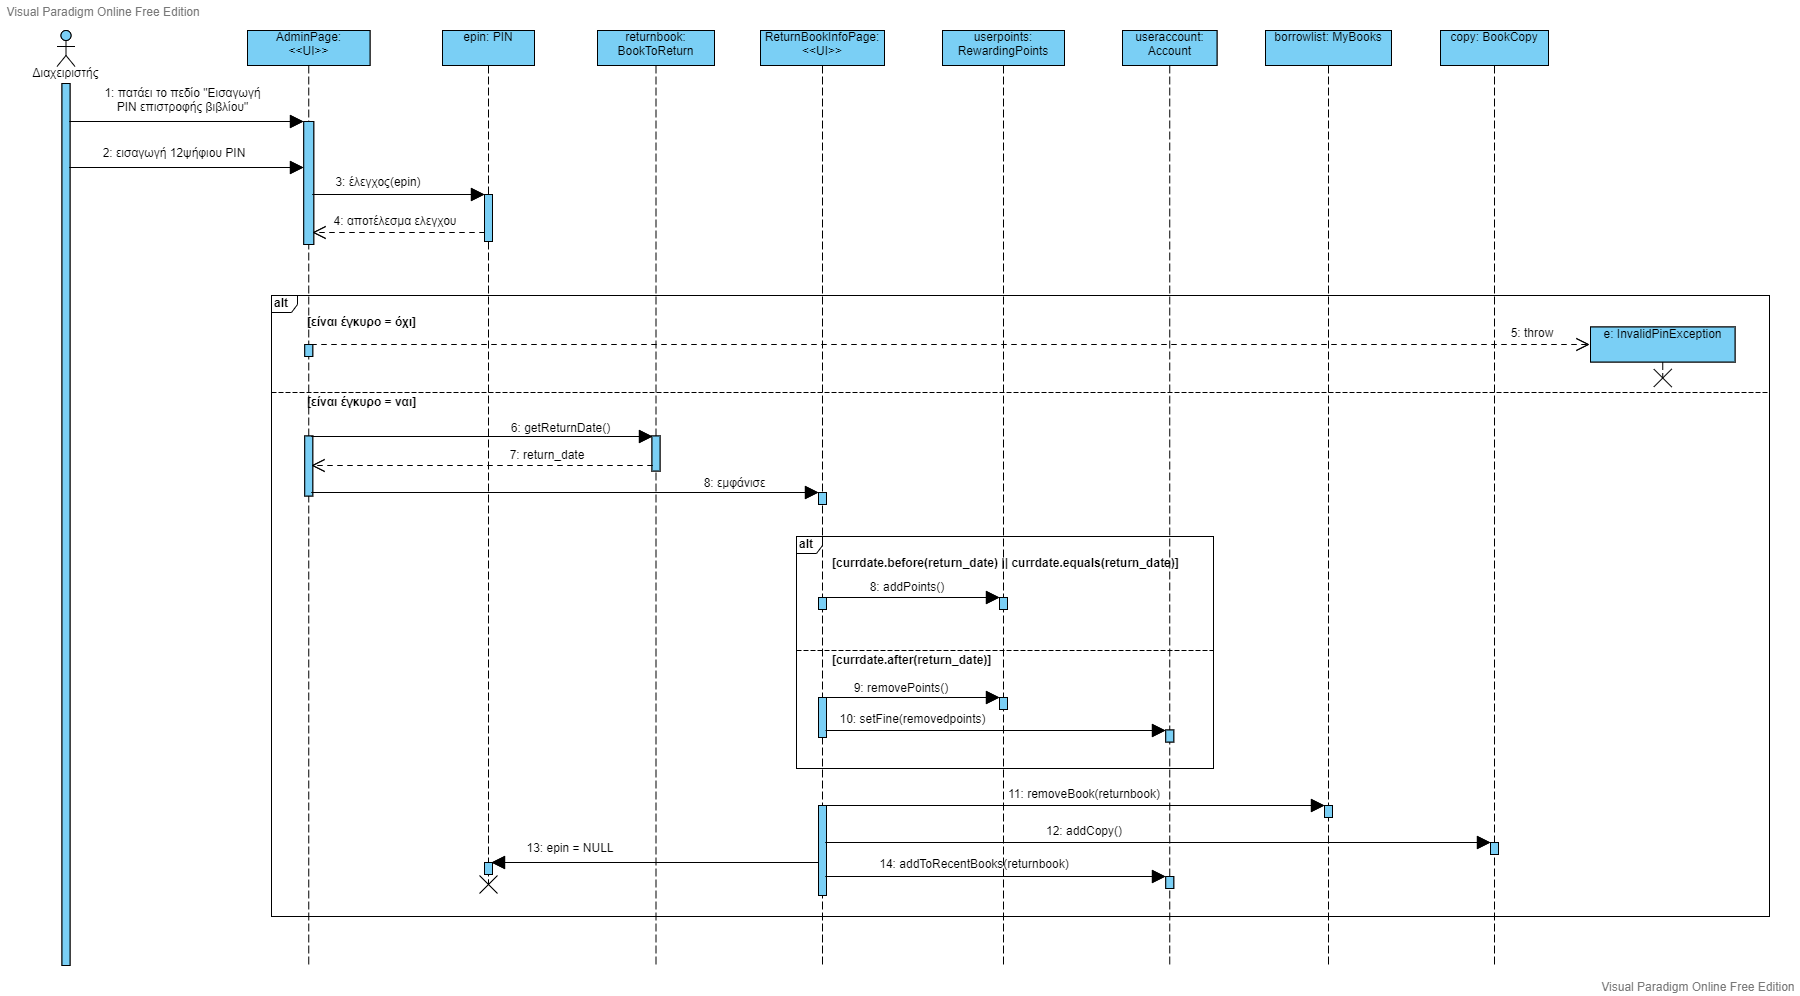 Visual Paradigm Online Free Edition
Διαχειριστής
AdminPage:
<<UI>>
epin: PIN
returnbook:
BookToReturn
ReturnBookInfoPage:
<<UI>>
userpoints:
RewardingPoints
useraccount:
Account
borrowlist: MyBooks
copy: BookCopy
1: πατάει το πεδίο "Εισαγωγή
PIN επιστροφής βιβλίου"
2: εισαγωγή 12ψήφιου PIN
3: έλεγχος(epin)
4: αποτέλεσμα ελεγχου
alt
[είναι έγκυρο = όχι]
5: throw
e: InvalidPinException
[είναι έγκυρο = ναι]
6: getReturnDate()
7: return_date
8: εμφάνισε
alt
[currdate.before(return_date) || currdate.equals(return_date)]
8: addPoints()
[currdate.after(return_date)]
9: removePoints()
10: setFine(removedpoints)
11: removeBook(returnbook)
12: addCopy()
13: epin = NULL
14: addToRecentBooks(returnbook)
Visual Paradigm Online Free Edition